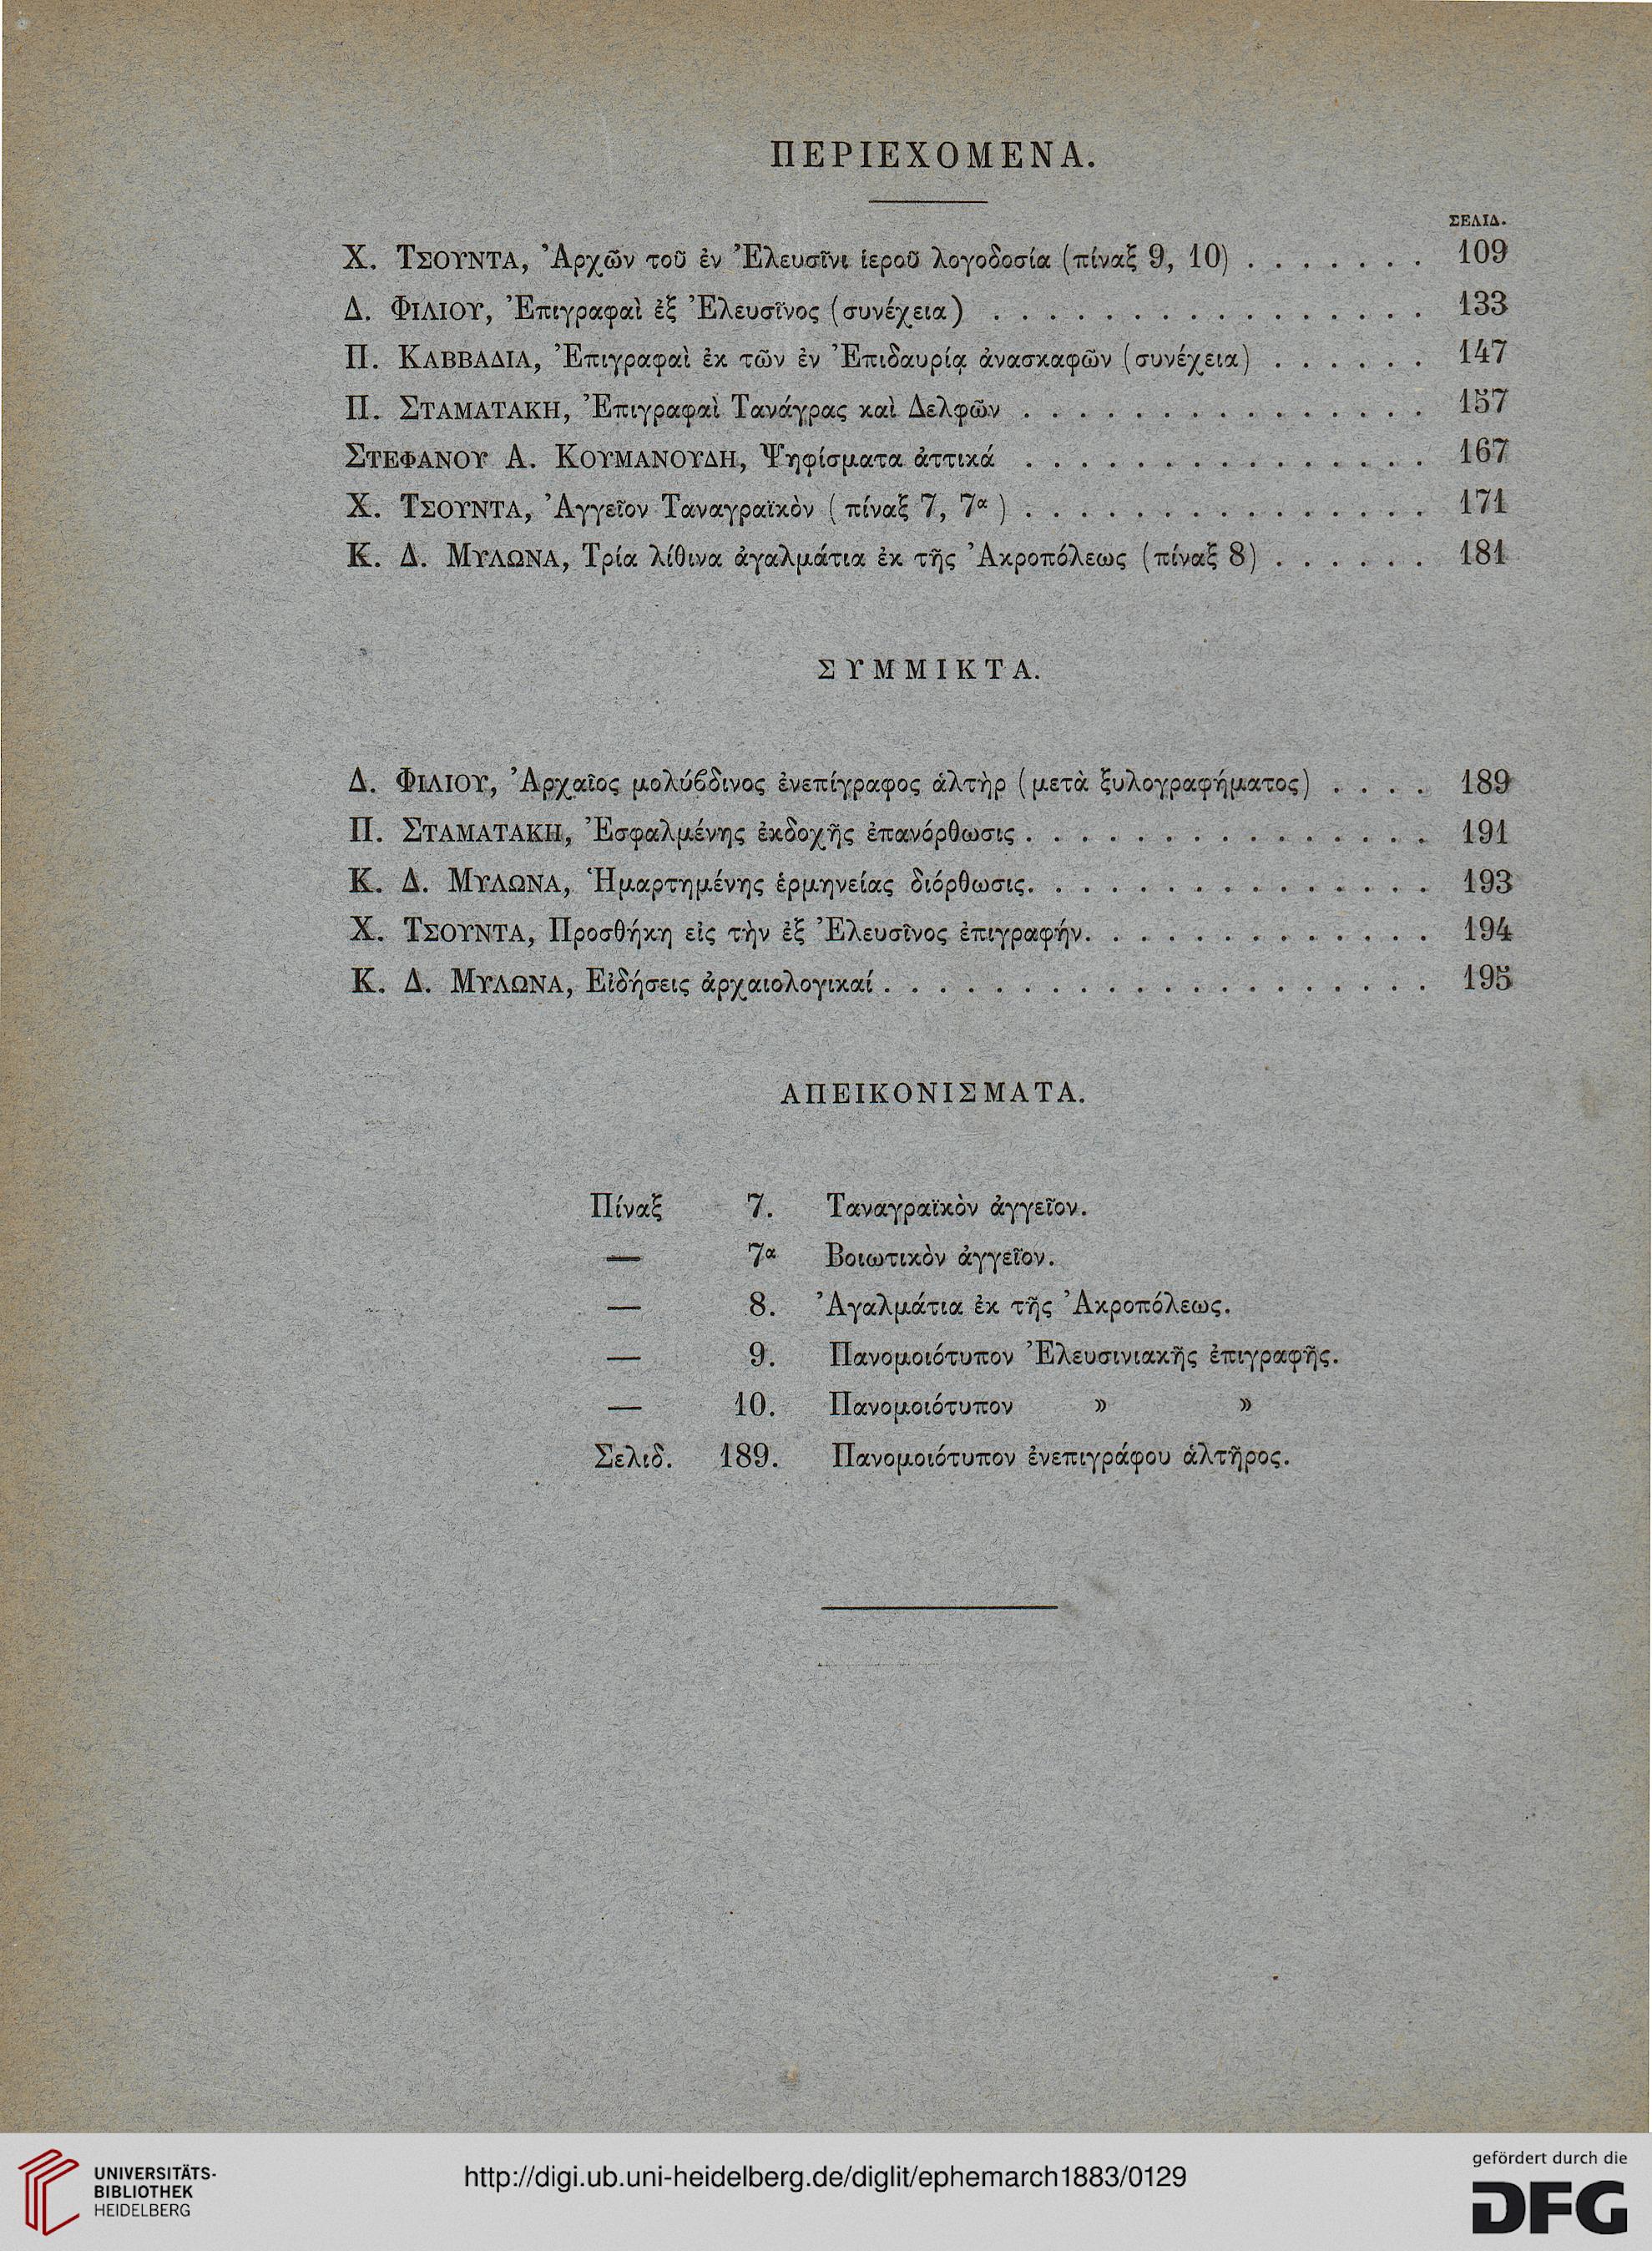 ΠΕΡΙΕΧΟΜΕΝΑ.
ΣΕΛΙΔ.
Χ. ΤΣΟΥΝΤΑ, Ἀρχῶν τοῦ ἐν Ἐλευσῖνι ἱεροῦ λογοδοσία (πίναξ 9, 10) . . . . . . . 109
Δ. ΦΙΛΙΟΥ, Ἐπιγραφαὶ ἐξ Ἐλευσῖνος (συνέχεια) . . . . . . . . . . . . . . . . 133
Π. ΚΑΒΒΑΔΙΑ, Ἐπιγραφαὶ ἐκ τῶν ἐν Ἐπιδαυρίᾳ ἀνασκαφῶν (συνέχεια) . . . . . . 147
Π. ΣΤΑΜΑΤΑΚΗ, Ἐπιγραφαὶ Τανάγρας καὶ Δελφῶν . . . . . . . . . . . . . . . 157
ΣΤΕΦΑΝΟΥ Α. ΚΟΥΜΑΝΟΥΔΗ, Ψηφίσματα ἀττικά . . . . . . . . . . . . . . . 167
Χ. ΤΣΟΥΝΤΑ, Ἀγγεῖον Ταναγραϊκὸν (πίναξ 7, 7α) . . . . . . . . . . . . . . . 171
Κ. Δ. ΜΥΛΩΝΑ, Τρία λίθινα ἀγαλμάτια ἐκ τῆς Ἀκροπόλεως (πίναξ 8) . . . . . . 181
ΣΥΜΜΙΚΤΑ.
Δ. ΦΙΛΙΟΥ, Ἀρχαῖος μολύβδινος ἐνεπίγραφος ἁλτὴρ (μετὰ ξυλογραφήματος) . . . . 189
Π. ΣΤΑΜΑΤΑΚΗ, Ἐσφαλμένης ἐκδοχῆς ἐπανόρθωσις . . . . . . . . . . . . . . . 191
Κ. Δ. ΜΥΛΩΝΑ, Ἡμαρτημένης ἑρμηνείας διόρθωσις. . . . . . . . . . . . . . . 193
Χ. ΤΣΟΥΝΤΑ, Προσθήκη εἰς τὴν ἐξ Ἐλευσῖνος ἐπιγραφήν. . . . . . . . . . . . . 194
Κ. Δ. ΜΥΛΩΝΑ, Εἰδήσεις ἀρχαιολογικαί . . . . . . . . . . . . . . . . . . . . 195
ΑΠΕΙΚΟΝΙΣΜΑΤΑ.
Πίναξ 7. Ταναγραϊκὸν ἀγγεῖον.
— 7α Βοιωτικὸν ἀγγεῖον.
— 8. Ἀγαλμάτια ἐκ τῆς Ἀκροπόλεως.
— 9. Πανομοιότυπον Ἐλευσινιακῆς ἐπιγραφῆς.
— 10. Πανομοιότυπον » »
Σελιδ. 189. Πανομοιότυπον ἐνεπιγράφου ἁλτῆρος.
UNIVERSITÄTS-
BIBLIOTHEK
HEIDELBERG
http://digi.ub.uni-heidelberg.de/diglit/ephemarch1883/0129
gefördert durch die
DFG